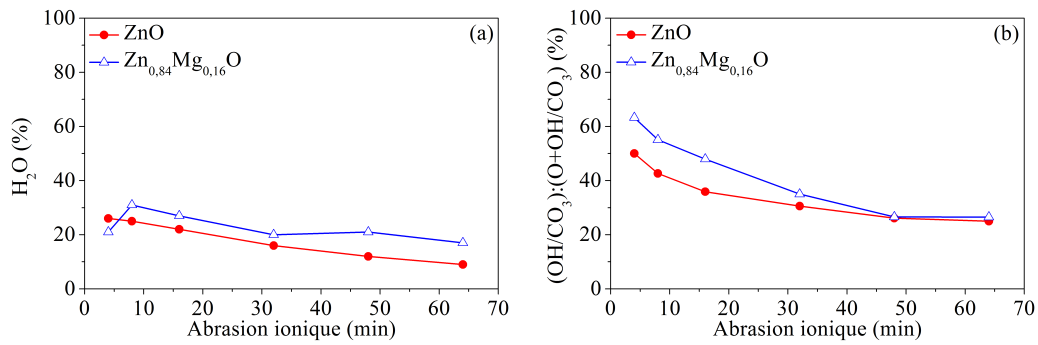 (a)
ZnO
Zn0,84Mg0,16O
H2O (%)
100
80
60
40
20
0
0 10 20 30 40 50 60 70
Abrasion ionique (min)
(b)
ZnO
Zn0,84Mg0,16O
(OH/CO3):(O+OH/CO3) (%)
100
80
60
40
20
0
0 10 20 30 40 50 60 70
Abrasion ionique (min)